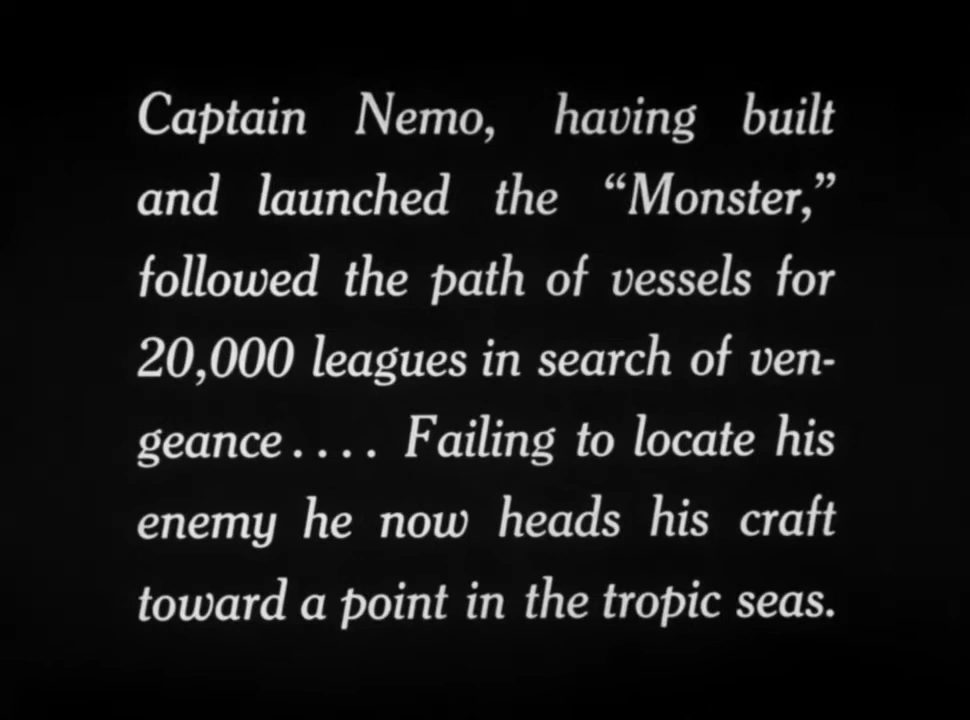 Captain Nemo, having built
and launched the “Monster,”
followed the path of vessels for
20,000 leagues in search of ven-
geance.... Failing to locate his
enemy he now heads his craft
toward a point in the tropic seas.